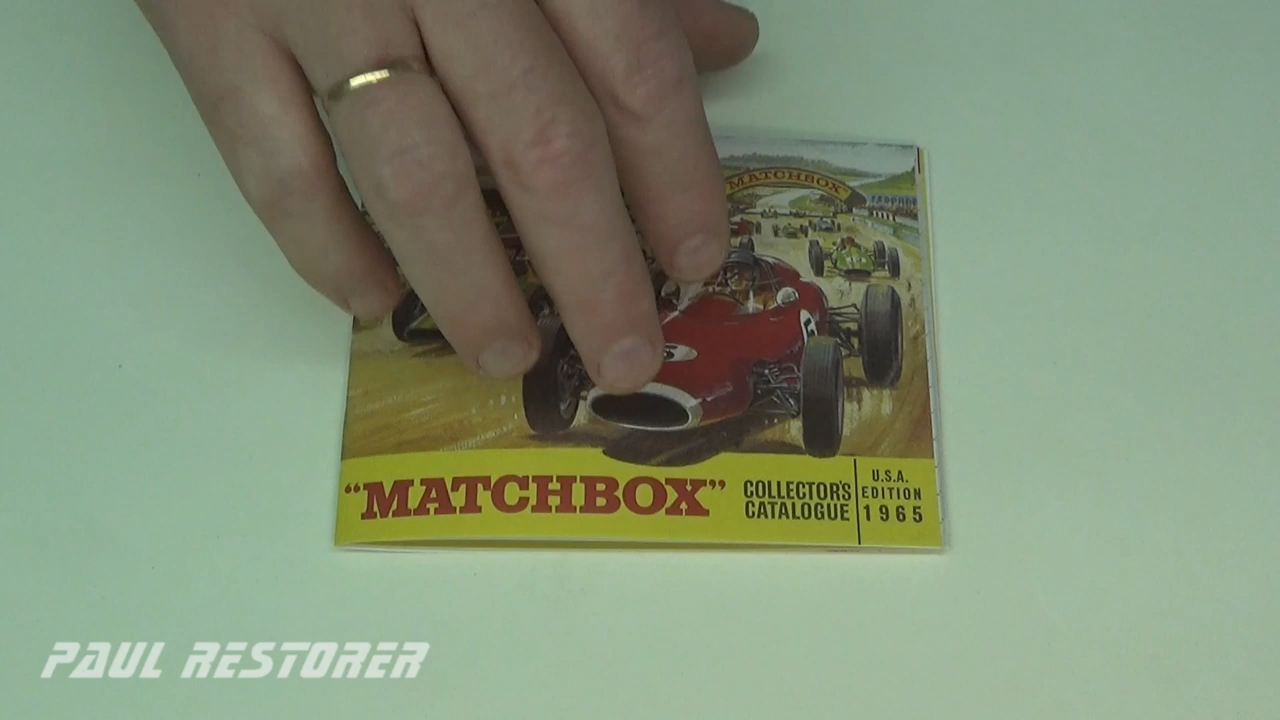 MATCHBOX
"MATCHBOX"
COLLECTOR'S
CATALOGUE
U.S.A.
EDITION
1965
PAUL RESTORER